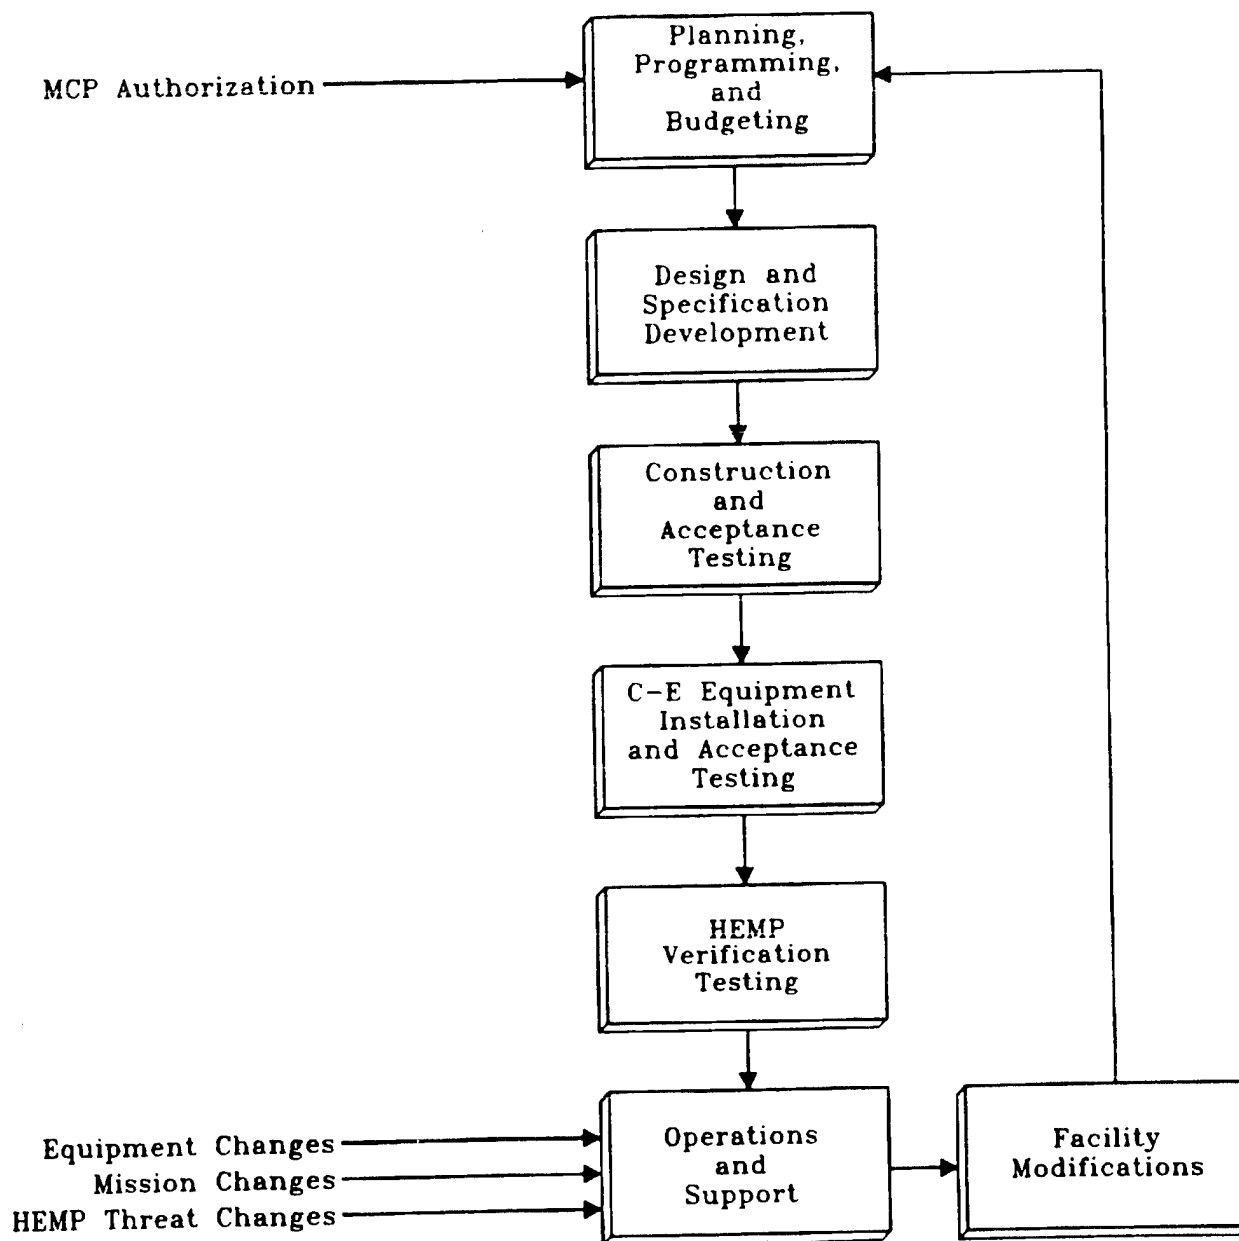 Planning,
Programming,
and
Budgeting
MCP Authorization
Design and
Specification
Development
Construction
and
Acceptance
Testing
C-E Equipment
Installation
and Acceptance
Testing
HEMP
Verification
Testing
Equipment Changes
Mission Changes
HEMP Threat Changes
Operations
and
Support
Facility
Modifications